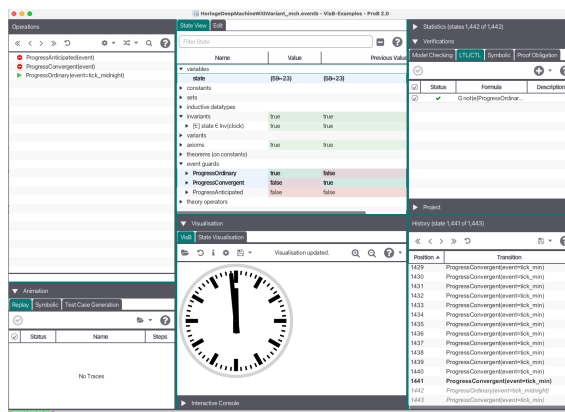 HorlogeDeepMachineWithVariant_mch.eventb - VisB-Examples - ProB 2.0
Operations
PrograssAnticipated(event)
ProgressConvergent(event)
ProgressOrdinary(event=tick_midnight)
Animation
Replay Symbolic Test Case Generation
Status Name Steps
No Traces
State View Edit
Filter State
Name Value Previous Value
variables
state (59↦23) (58↦23)
constants
sets
inductive datatypes
invariants true true
[E] state ∈ Inv(clock) true true
variants
axioms true true
theorems (on constants)
event guards
ProgressOrdinary true false
ProgressConvergent false true
ProgressAnticipated false false
theory operators
Visualisation
VisB State Visualisation
Visualisation updated.
Interactive Console
Statistics (states 1,442 of 1,442)
Verifications
Model Checking LTL/CTL Symbolic Proof Obligation
Status Formula Description
G not(e(ProgressOrdinar...
Project
History (state 1,441 of 1,443)
Position Transition
1429 ProgressConvergent(event=tick_min)
1430 ProgressConvergent(event=tick_min)
1431 ProgressConvergent(event=tick_min)
1432 ProgressConvergent(event=tick_min)
1433 ProgressConvergent(event=tick_min)
1434 ProgressConvergent(event=tick_min)
1435 ProgressConvergent(event=tick_min)
1436 ProgressConvergent(event=tick_min)
1437 ProgressConvergent(event=tick_min)
1438 ProgressConvergent(event=tick_min)
1439 ProgressConvergent(event=tick_min)
1440 ProgressConvergent(event=tick_min)
1441 ProgressConvergent(event=tick_min)
1442 ProgressOrdinary(event=tick_midnight)
1443 ProgressConvergent(event=tick_min)